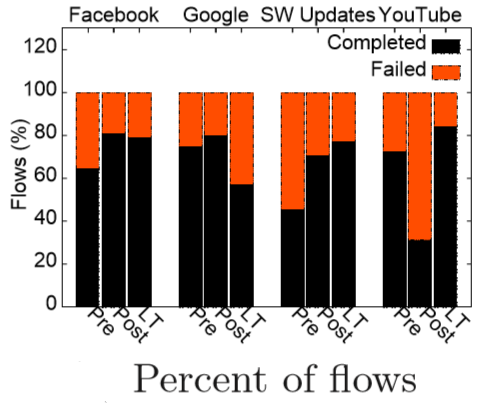 Facebook Google SW Updates YouTube
Completed
Failed
Flows (%)
120
100
80
60
40
20
0
Pre Post LT Pre Post LT Pre Post LT Pre Post LT
Percent of flows